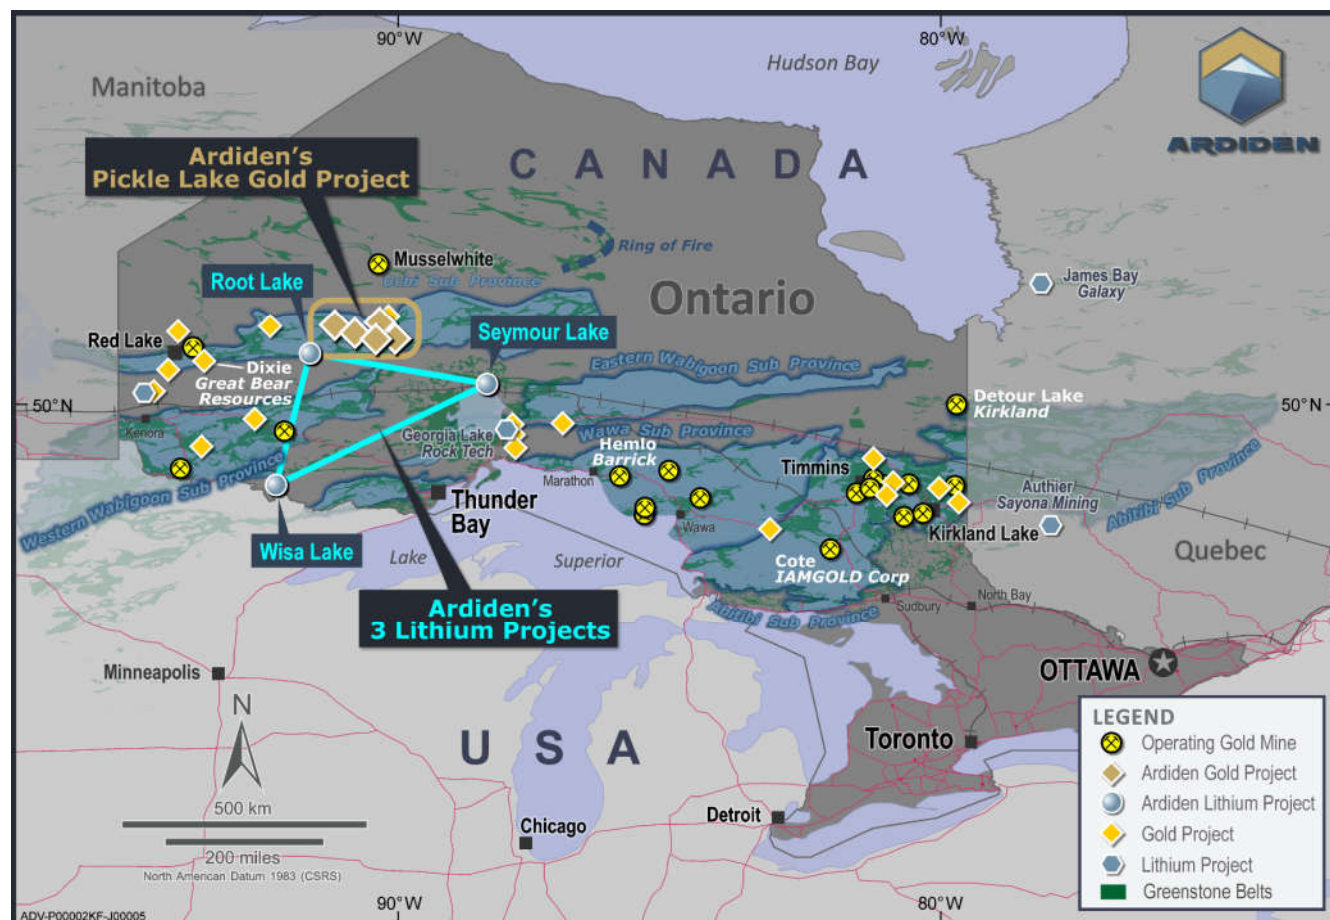 90°W
80°W
Hudson Bay
Manitoba
ARDIDEN
Ardiden's
Pickle Lake Gold Project
CANADA
Ring of Fire
Musselwhite
Uchi Sub Province
Root Lake
James Bay
Galaxy
Ontario
Seymour Lake
Red Lake
Dixie
Great Bear
Resources
Eastern Wabigoon Sub Province
Detour Lake
Kirkland
50°N
50°N
Kenora
Georgia Lake
Rock Tech
Wawa Sub Province
Hemlo
Barrick
Marathon
Timmins
Western Wabigoon Sub Province
Thunder
Bay
Wawa
Authier
Sayona Mining
Abitibi Sub Province
Kirkland Lake
Quebec
Wisa Lake
Lake Superior
Cote
IAMGOLD Corp
Ardiden's
3 Lithium Projects
Abitibi Sub Province
Sudbury
North Bay
Minneapolis
OTTAWA
N
USA
Toronto
500 km
200 miles
North American Datum 1983 (CSRS)
Chicago
Detroit
LEGEND
Operating Gold Mine
Ardiden Gold Project
Ardiden Lithium Project
Gold Project
Lithium Project
Greenstone Belts
90°W
80°W
ADV-P00002KF-J00005